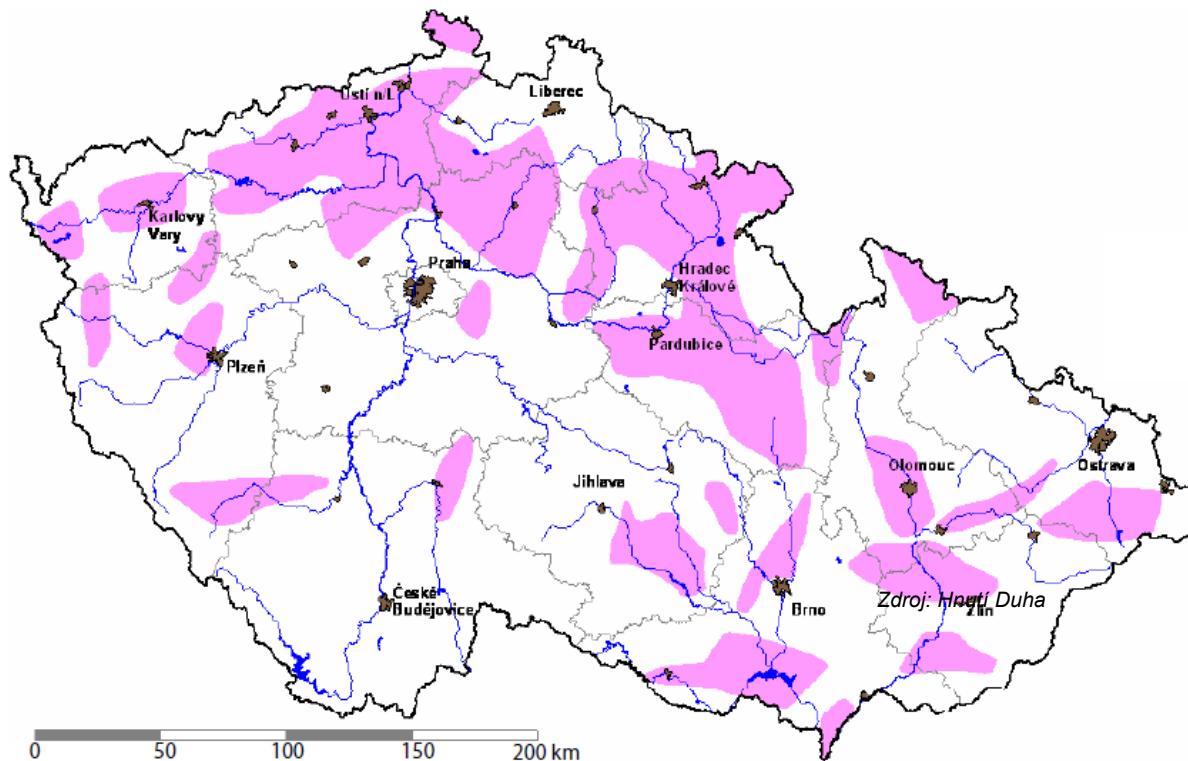 Ústí n/L
Liberec
Karlovy
Vary
Praha
Hradec
Králové
Pardubice
Plzeň
Olomouc
Ostrava
Jihlava
České
Budějovice
Brno
Zdroj: Hnutí Duha
Zlín
0 50 100 150 200 km